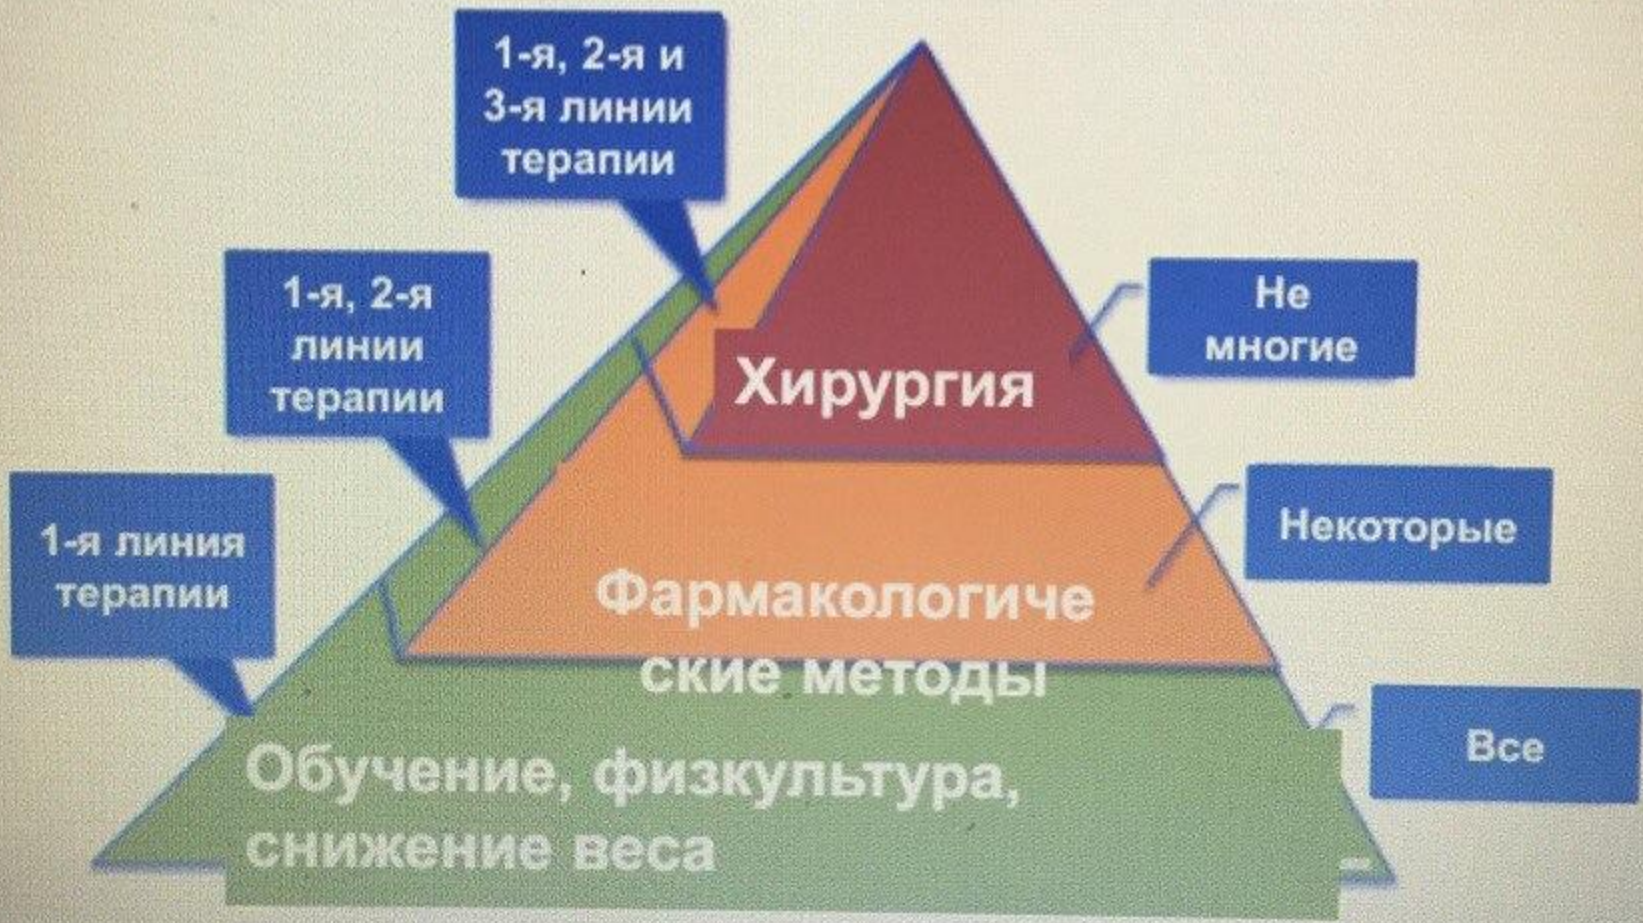 1-я, 2-я и
3-я линии
терапии
1-я, 2-я
линии
терапии
1-я линия
терапии
Хирургия
Не
многие
Фармакологиче
ские методы
Некоторые
Обучение, физкультура,
снижение веса
Все